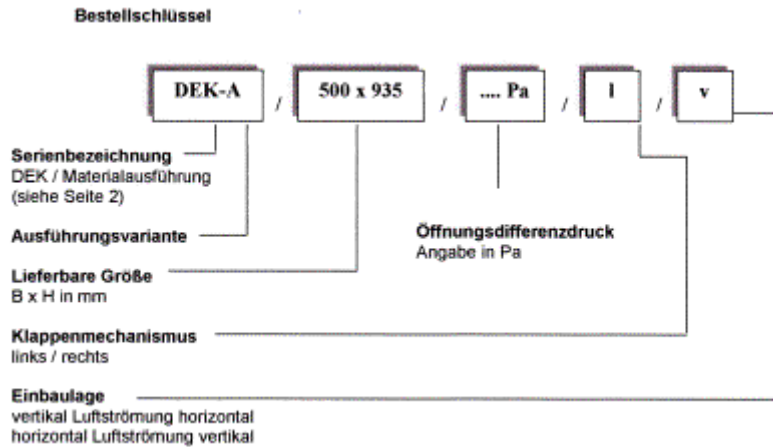 Bestellschlüssel
DEK-A / 500 x 935 / .... Pa / l / v
Serienbezeichnung
DEK / Materialausführung
(siehe Seite 2)
Ausführungsvariante
Öffnungsdifferenzdruck
Angabe in Pa
Lieferbare Größe
B x H in mm
Klappenmechanismus
links / rechts
Einbaulage
vertikal Luftströmung horizontal
horizontal Luftströmung vertikal